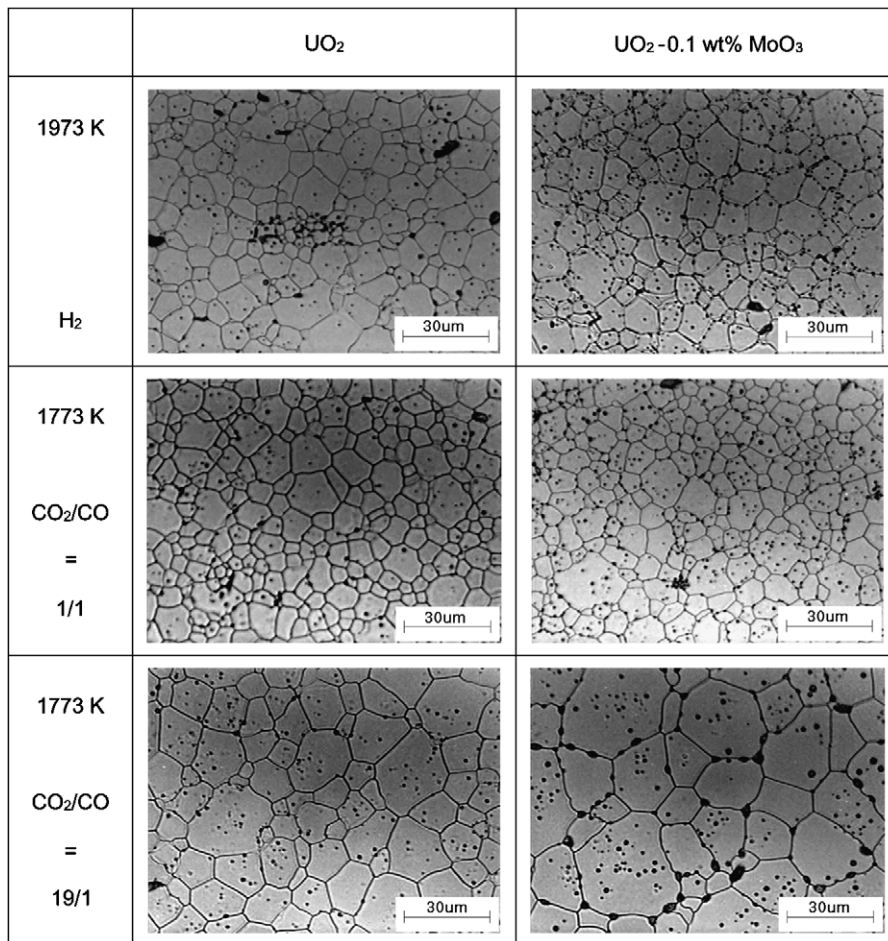 UO₂
UO₂-0.1 wt% MoO₃
1973 K
H₂
30um
30um
1773 K
CO₂/CO
=
1/1
30um
30um
1773 K
CO₂/CO
=
19/1
30um
30um